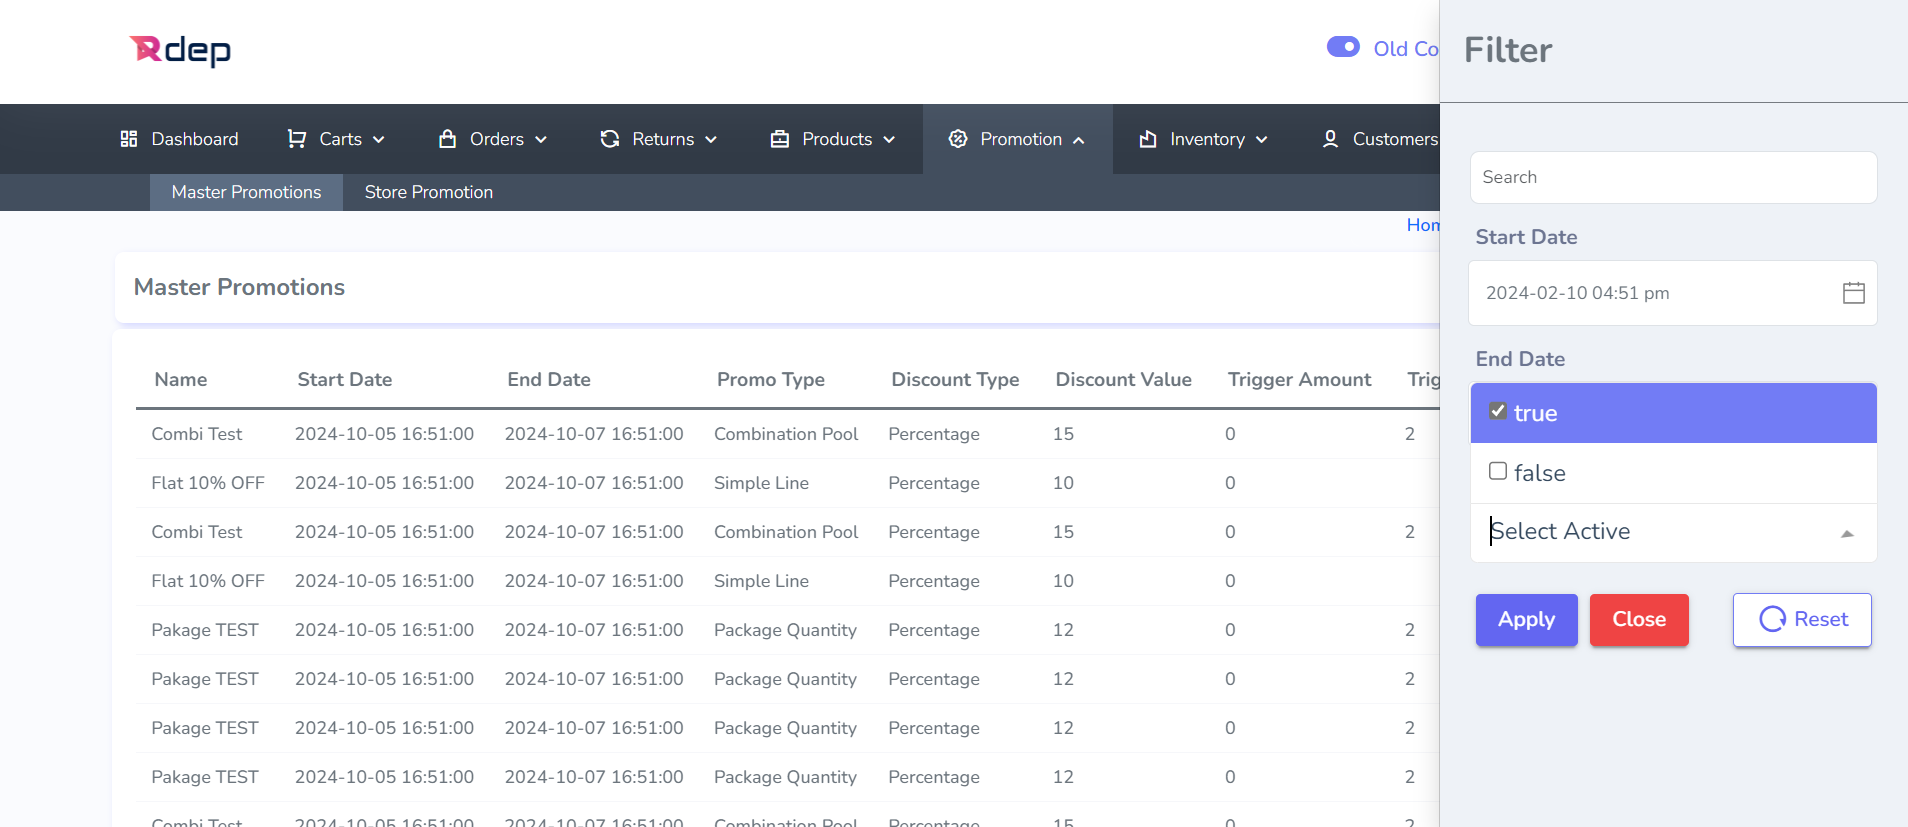 Rdep
Old Co
Dashboard Carts Orders Returns Products Promotion Inventory Customers
Master Promotions Store Promotion
Hom
Master Promotions
Name Start Date End Date Promo Type Discount Type Discount Value Trigger Amount Trig
Combi Test 2024-10-05 16:51:00 2024-10-07 16:51:00 Combination Pool Percentage 15 0 2
Flat 10% OFF 2024-10-05 16:51:00 2024-10-07 16:51:00 Simple Line Percentage 10 0
Combi Test 2024-10-05 16:51:00 2024-10-07 16:51:00 Combination Pool Percentage 15 0 2
Flat 10% OFF 2024-10-05 16:51:00 2024-10-07 16:51:00 Simple Line Percentage 10 0
Pakage TEST 2024-10-05 16:51:00 2024-10-07 16:51:00 Package Quantity Percentage 12 0 2
Pakage TEST 2024-10-05 16:51:00 2024-10-07 16:51:00 Package Quantity Percentage 12 0 2
Pakage TEST 2024-10-05 16:51:00 2024-10-07 16:51:00 Package Quantity Percentage 12 0 2
Pakage TEST 2024-10-05 16:51:00 2024-10-07 16:51:00 Package Quantity Percentage 12 0 2
Combi Test 2024-10-05 16:51:00 2024-10-07 16:51:00 Combination Pool Percentage 15 0 2
Filter
Search
Start Date
2024-02-10 04:51 pm
End Date
true
false
Select Active
Apply Close Reset